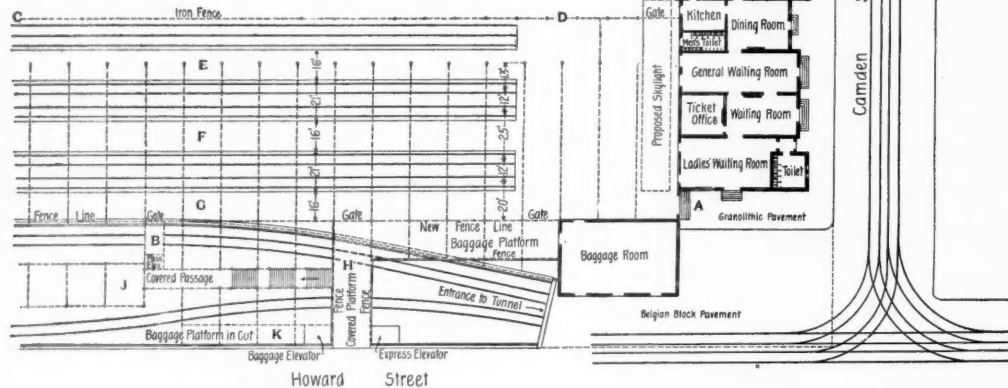 C
Iron Fence
D
Gate
Kitchen
Dining Room
Men's Toilet
E
16'
13'
General Waiting Room
Camden
21'
12'
Proposed Skylight
Ticket
Office
Waiting Room
F
16'
25'
21'
12'
Ladies' Waiting Room
Toilet
G
16'
20'
Fence Line
Gate
Gate
New Fence Line
Gate
A
Granolithic Pavement
Baggage Platform
Fence
B
Baggage Room
H
Covered Passage
J
Fence
Covered Platform
Fence
Entrance to Tunnel
Belgian Block Pavement
Baggage Platform in Cut
K
Baggage Elevator
Express Elevator
Howard Street